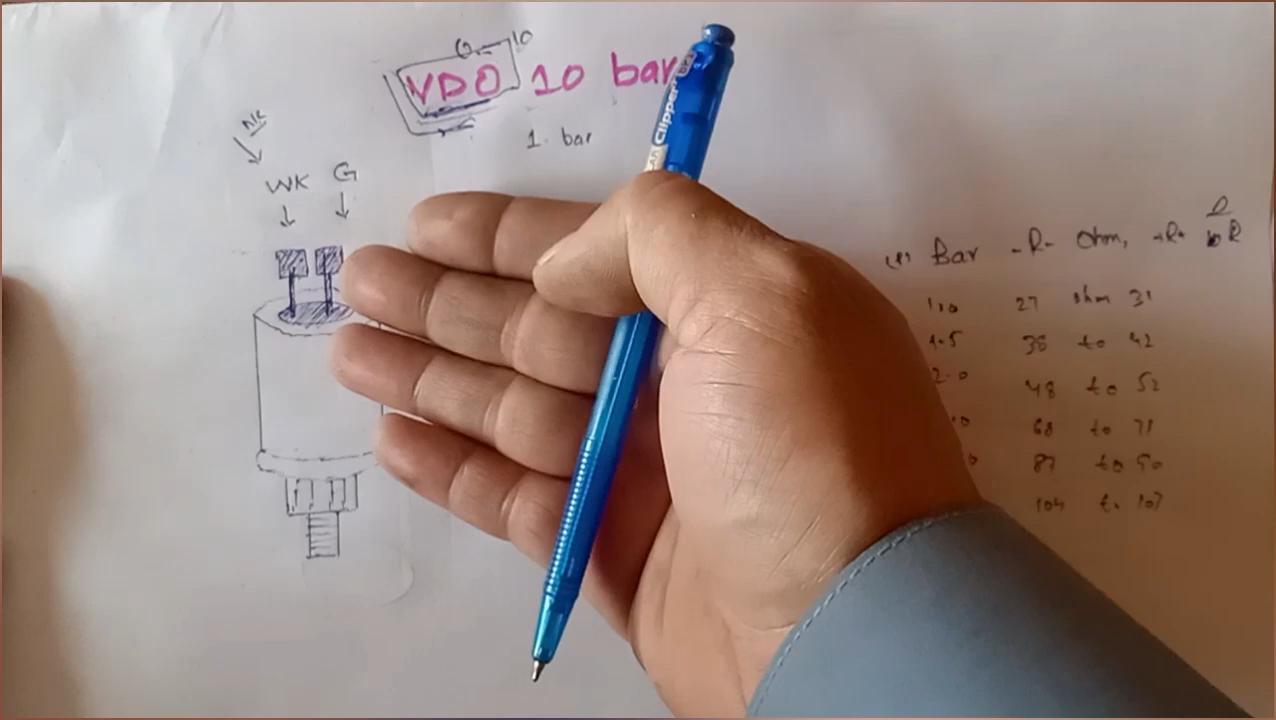 0 10
VDO 10 bar
1. bar
WK G
Clipper
Bar - R - Ohm, - R -
1.0 27 ohm 31
1.5 38 to 42
2.0 48 to 52
68 to 71
87 to 90
104 to 107